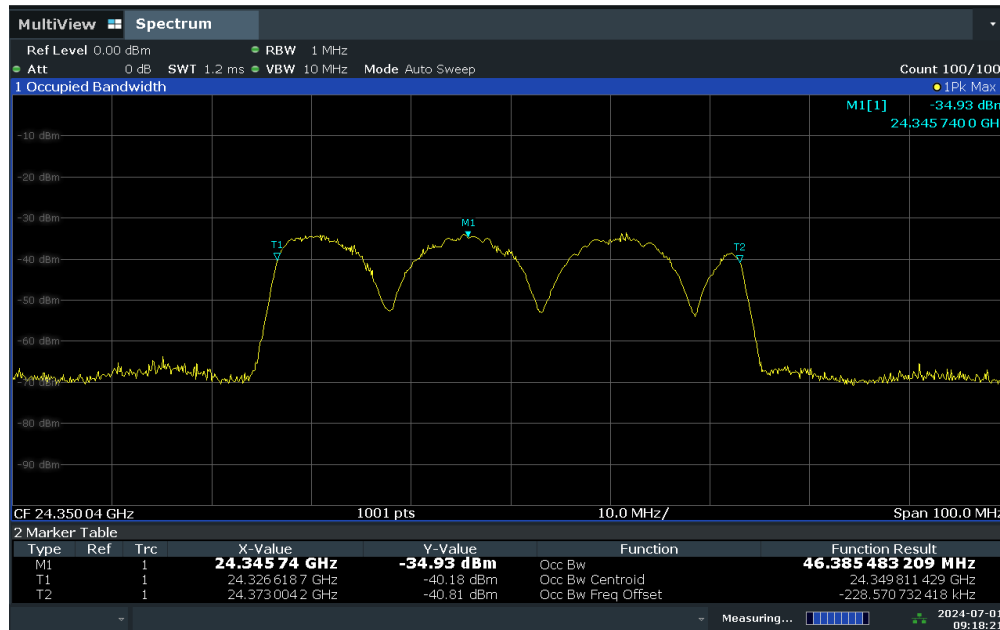 MultiView Spectrum
Ref Level 0.00 dBm RBW 1 MHz
Att 0 dB SWT 1.2 ms VBW 10 MHz Mode Auto Sweep Count 100/100
1 Occupied Bandwidth 1Pk Max
M1[1] -34.93 dBm
24.345 740 0 GH
-10 dBm
-20 dBm
-30 dBm
M1
T1
T2
-40 dBm
-50 dBm
-60 dBm
-70 dBm
-80 dBm
-90 dBm
CF 24.350 04 GHz 1001 pts 10.0 MHz/ Span 100.0 MHz
2 Marker Table
Type Ref Trc X-Value Y-Value Function Function Result
M1 1 24.345 74 GHz -34.93 dBm Occ Bw 46.385 483 209 MHz
T1 1 24.326 618 7 GHz -40.18 dBm Occ Bw Centroid 24.349 811 429 GHz
T2 1 24.373 004 2 GHz -40.81 dBm Occ Bw Freq Offset -228.570 732 418 kHz
Measuring... 2024-07-01
09:18:21